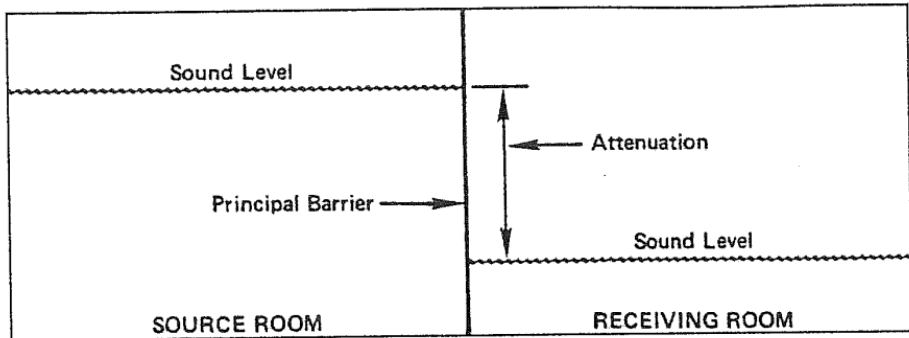 Sound Level
Attenuation
Principal Barrier
Sound Level
SOURCE ROOM
RECEIVING ROOM